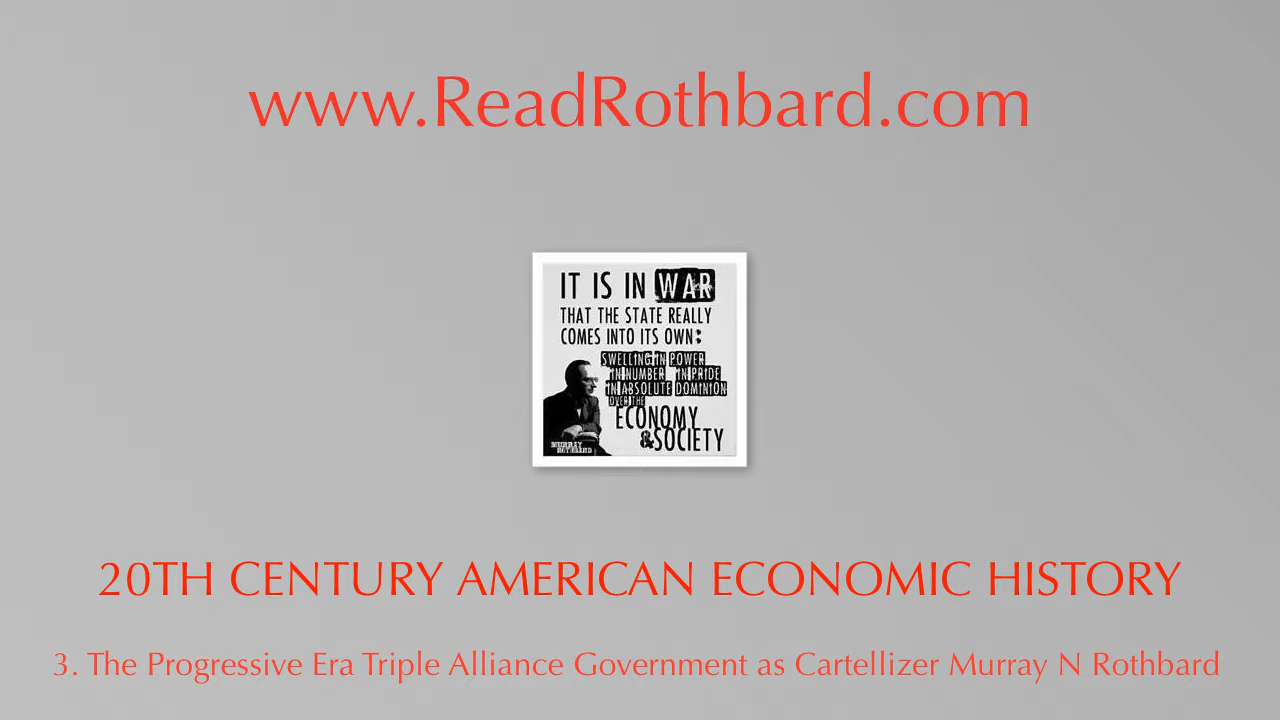 www.ReadRothbard.com
IT IS IN WAR
THAT THE STATE REALLY
COMES INTO ITS OWN:
SWELLING IN POWER
IN NUMBER IN PRIDE
IN ABSOLUTE DOMINION
OVER THE
ECONOMY
&SOCIETY
MURRAY
ROTHBARD
20TH CENTURY AMERICAN ECONOMIC HISTORY
3. The Progressive Era Triple Alliance Government as Cartellizer Murray N Rothbard